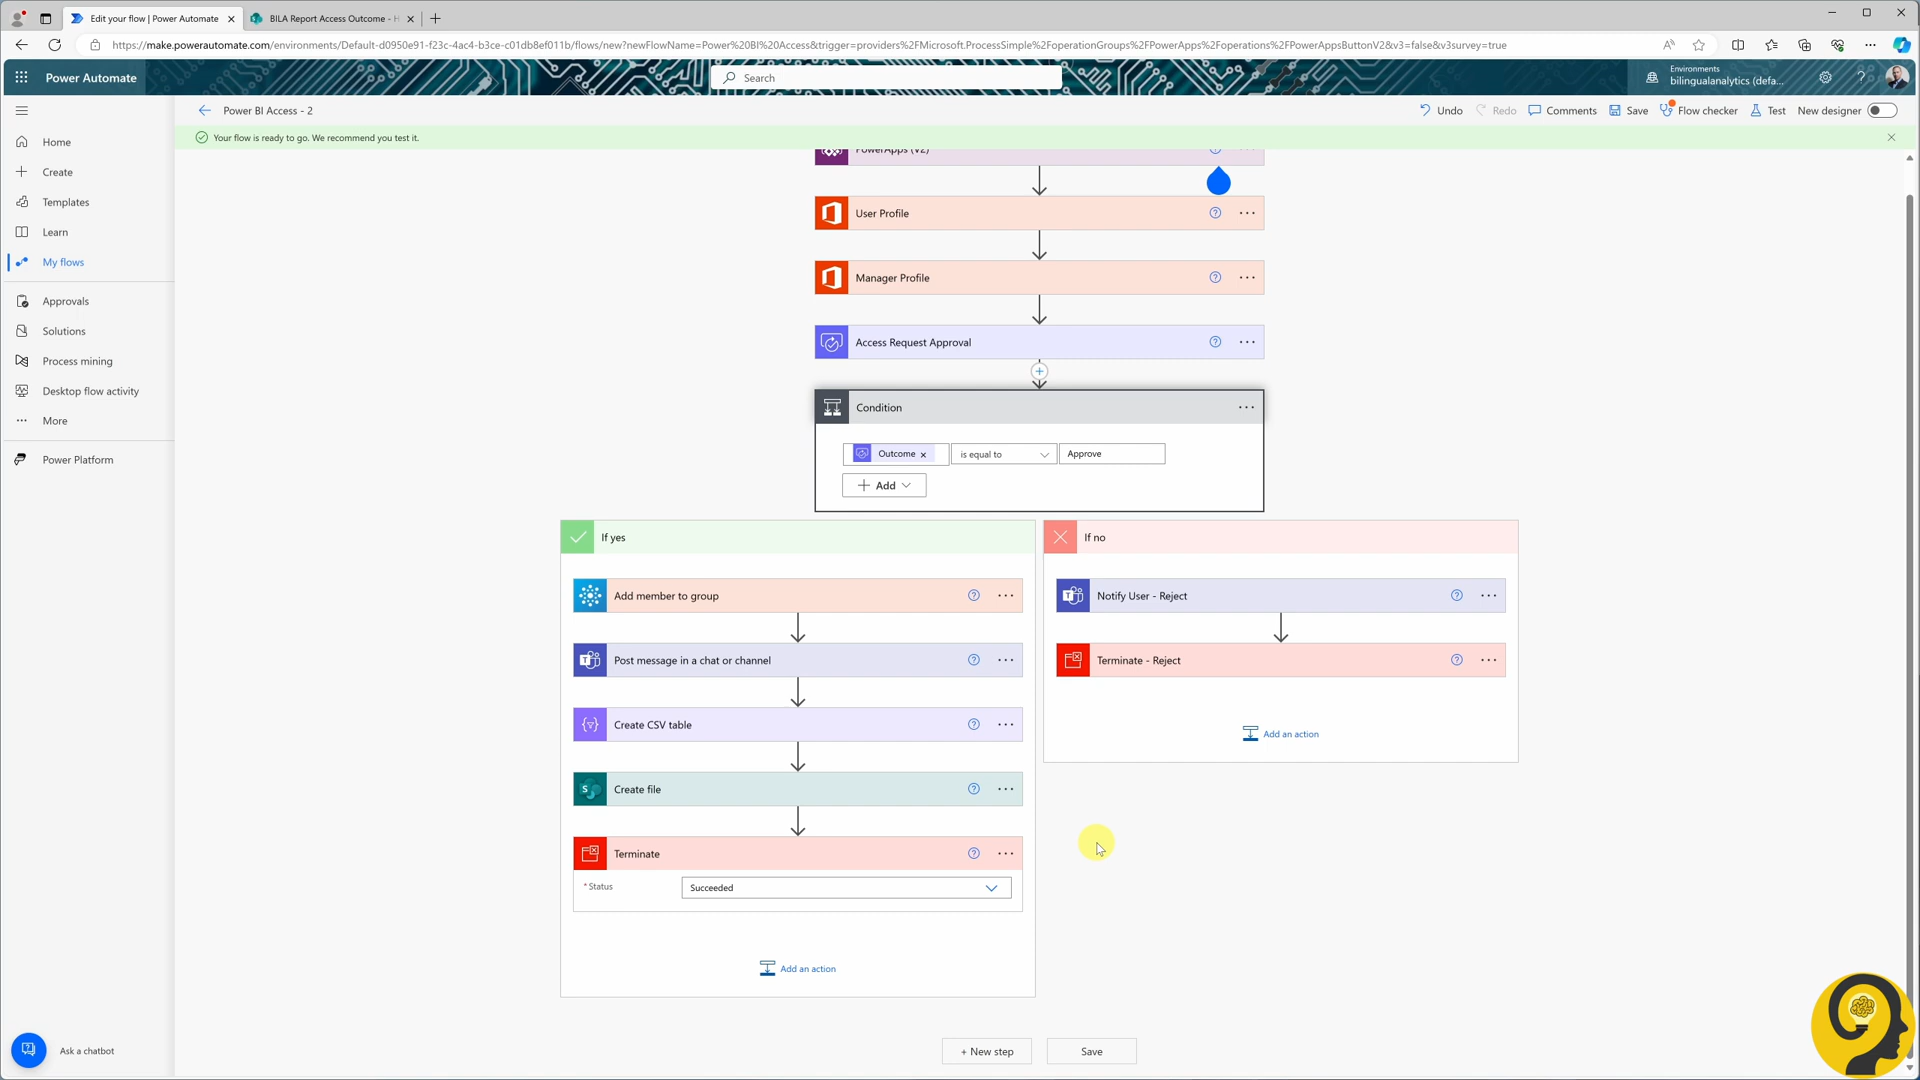 Edit your flow | Power Automate
BILA Report Access Outcome - H
https://make.powerautomate.com/environments/Default-d0950e91-f23c-4ac4-b3ce-c01db8ef011b/flows/new?newFlowName=Power%20BI%20Access&trigger=providers%2FMicrosoft.ProcessSimple%2FoperationGroups%2FPowerApps%2Foperations%2FPowerAppsButtonV2&v3=false&v3survey=true
Power Automate
Search
Environments
bilingualanalytics (defa...
Power BI Access - 2
Undo
Redo
Comments
Save
Flow checker
Test
New designer
Your flow is ready to go. We recommend you test it.
Home
Create
Templates
Learn
My flows
Approvals
Solutions
Process mining
Desktop flow activity
More
Power Platform
Ask a chatbot
PowerApps (V2)
User Profile
Manager Profile
Access Request Approval
Condition
Outcome
is equal to
Approve
Add
If yes
Add member to group
Post message in a chat or channel
Create CSV table
Create file
Terminate
* Status
Succeeded
Add an action
If no
Notify User - Reject
Terminate - Reject
Add an action
+ New step
Save